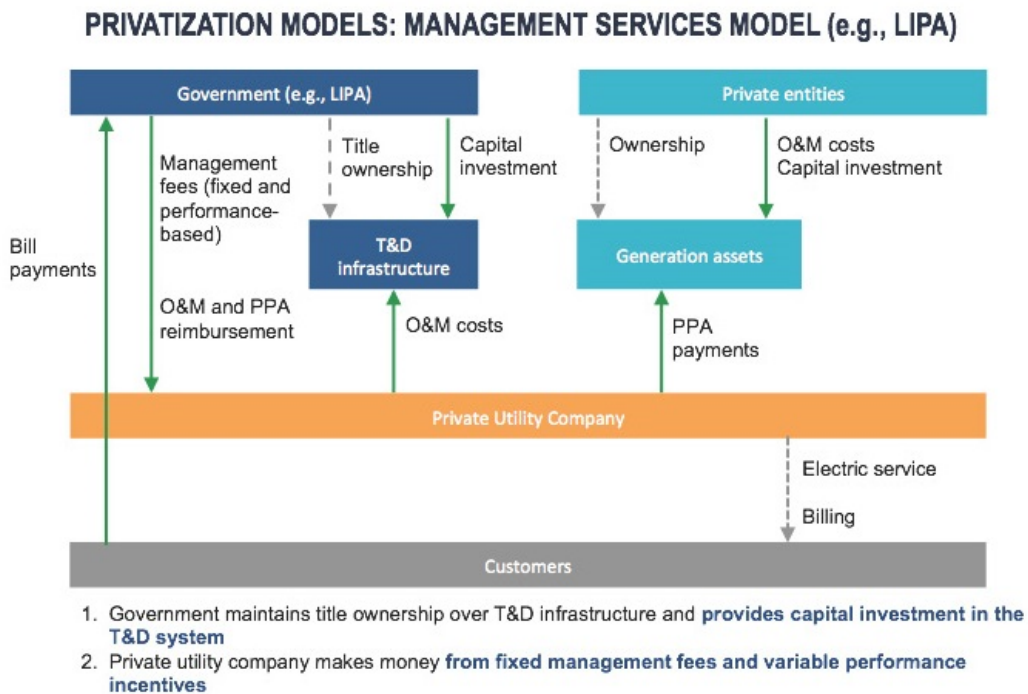 PRIVATIZATION MODELS: MANAGEMENT SERVICES MODEL (e.g., LIPA)
Government (e.g., LIPA)
Private entities
Management
fees (fixed and
performance-
based)
Title
ownership
Capital
investment
Ownership
O&M costs
Capital investment
Bill
payments
T&D
infrastructure
Generation assets
O&M and PPA
reimbursement
O&M costs
PPA
payments
Private Utility Company
Electric service
Billing
Customers
1. Government maintains title ownership over T&D infrastructure and provides capital investment in the
T&D system
2. Private utility company makes money from fixed management fees and variable performance
incentives